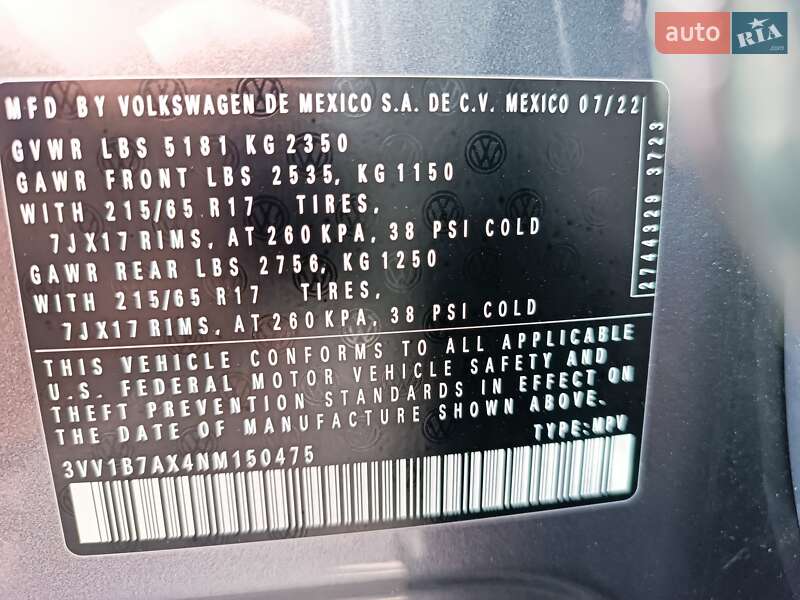 auto RIA.com
MFD BY VOLKSWAGEN DE MEXICO S.A. DE C.V. MEXICO 07/22
GVWR LBS 5181 KG 2350
GAWR FRONT LBS 2535, KG 1150
WITH 215/65 R17 TIRES,
7JX17 RIMS, AT 260 KPA, 38 PSI COLD
GAWR REAR LBS 2756, KG 1250
WITH 215/65 R17 TIRES,
7JX17 RIMS, AT 260 KPA, 38 PSI COLD
2744329 3723
THIS VEHICLE CONFORMS TO ALL APPLICABLE
U.S. FEDERAL MOTOR VEHICLE SAFETY AND
THEFT PREVENTION STANDARDS IN EFFECT ON
THE DATE OF MANUFACTURE SHOWN ABOVE.
TYPE: MPV
3VV1B7AX4NM150475